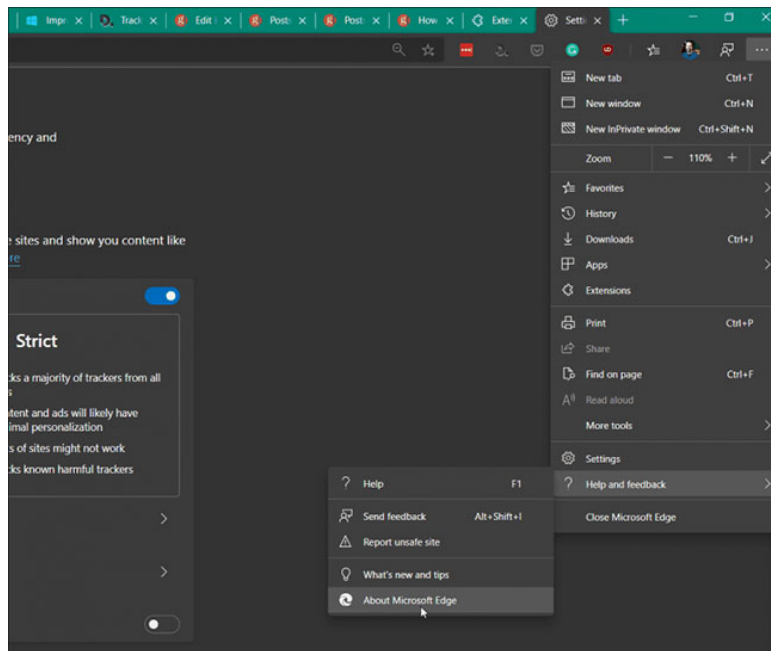 Impr
Track
Edit
Post:
Post:
How
Exter
Setti
New tab Ctrl+T
New window Ctrl+N
New InPrivate window Ctrl+Shift+N
Zoom — 110% +
Favorites
History
Downloads Ctrl+J
Apps
Extensions
Print Ctrl+P
Share
Find on page Ctrl+F
Read aloud
More tools
Settings
Help and feedback
Close Microsoft Edge
ency and
sites and show you content like
re
Strict
cks a majority of trackers from all
s
tent and ads will likely have
imal personalization
s of sites might not work
cks known harmful trackers
Help F1
Send feedback Alt+Shift+I
Report unsafe site
What's new and tips
About Microsoft Edge